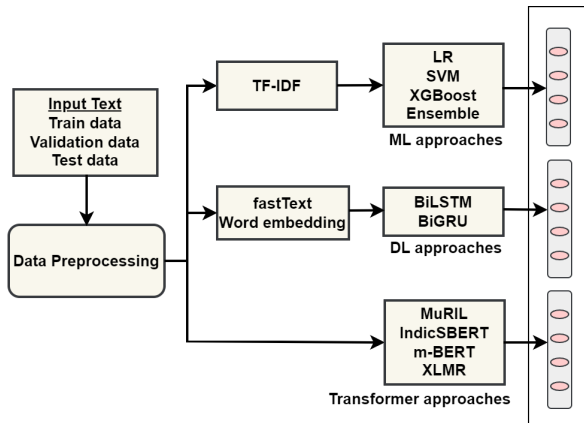 Input Text
Train data
Validation data
Test data
Data Preprocessing
TF-IDF
LR
SVM
XGBoost
Ensemble
ML approaches
fastText
Word embedding
BiLSTM
BiGRU
DL approaches
MuRIL
IndicSBERT
m-BERT
XLMR
Transformer approaches